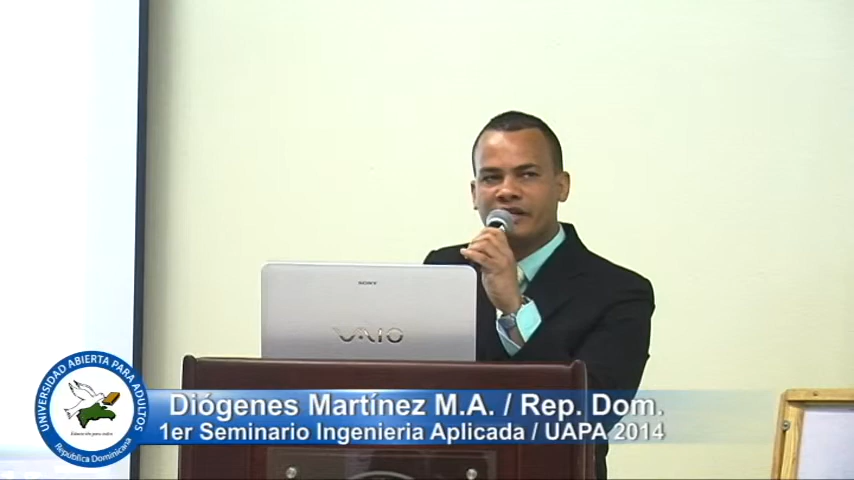 SONY
VAIO
Diógenes Martínez M.A. / Rep. Dom.
1er Seminario Ingenieria Aplicada / UAPA 2014
UNIVERSIDAD ABIERTA PARA ADULTOS
República Dominicana